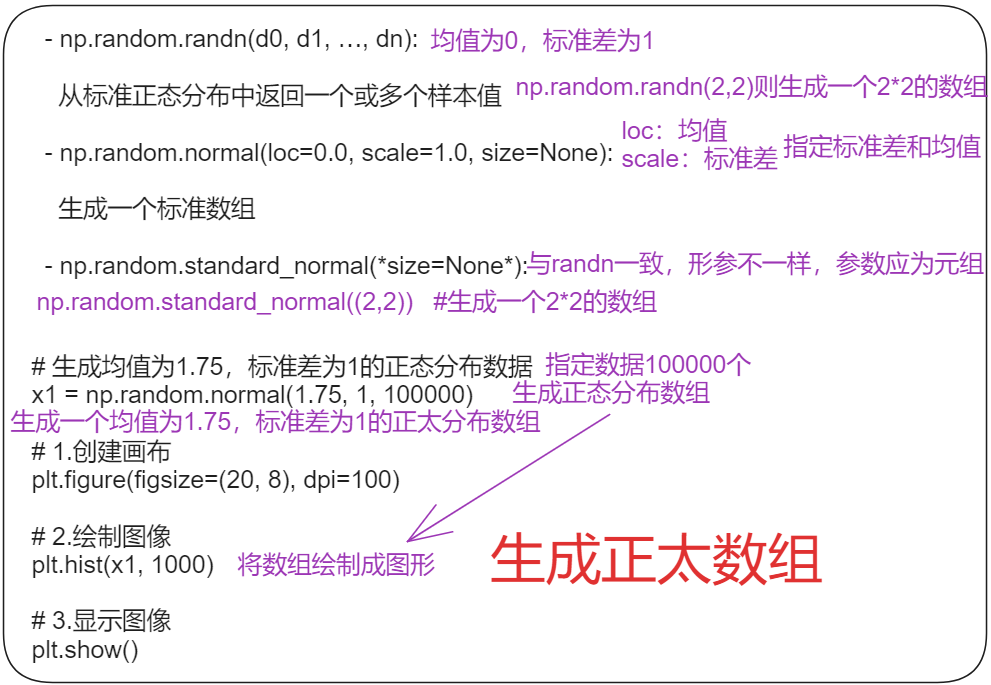 - np.random.randn(d0, d1, …, dn): 均值为0，标准差为1
从标准正态分布中返回一个或多个样本值 np.random.randn(2,2)则生成一个2*2的数组
loc：均值
- np.random.normal(loc=0.0, scale=1.0, size=None): scale：标准差 指定标准差和均值
生成一个标准数组
- np.random.standard_normal(*size=None*):与randn一致，形参不一样，参数应为元组
np.random.standard_normal((2,2)) #生成一个2*2的数组
# 生成均值为1.75，标准差为1的正态分布数据 指定数据100000个
x1 = np.random.normal(1.75, 1, 100000) 生成正态分布数组
生成一个均值为1.75，标准差为1的正太分布数组
# 1.创建画布
plt.figure(figsize=(20, 8), dpi=100)
# 2.绘制图像
plt.hist(x1, 1000) 将数组绘制成图形
生成正太数组
# 3.显示图像
plt.show()